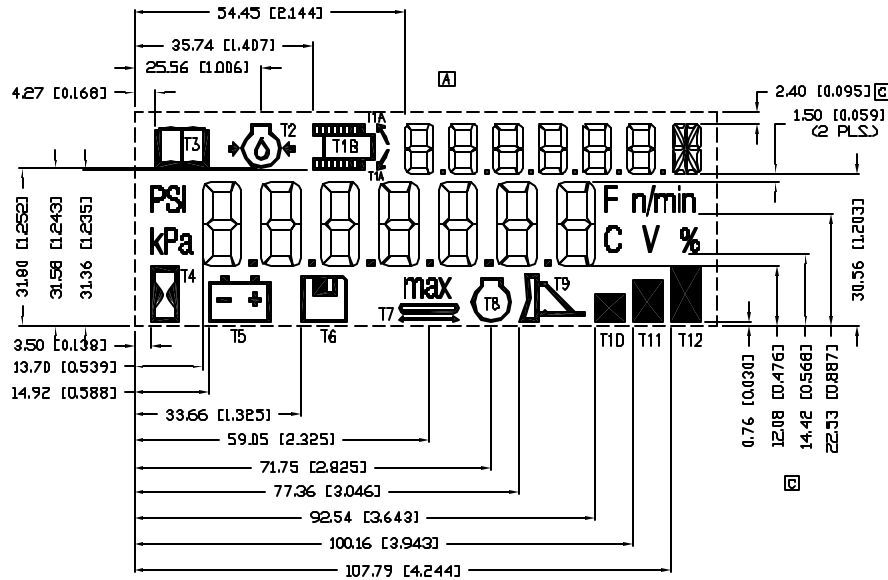 54.45 [2.144]
35.74 [1.407]
25.56 [1.006]
4.27 [0.168]
A
2.40 [0.095] C
1.50 [0.059]
(2 PLS.)
T3
T2
T1A
T1B
T1A
PSI
kPa
F n/min
C V %
31.80 [1.252]
31.58 [1.243]
31.36 [1.235]
30.56 [1.203]
T4
T5
T6
max
T7
T8
T9
T10
T11
T12
3.50 [0.138]
13.70 [0.539]
14.92 [0.588]
33.66 [1.325]
59.05 [2.325]
71.75 [2.825]
77.36 [3.046]
92.54 [3.643]
100.16 [3.943]
107.79 [4.244]
0.76 [0.030]
12.08 [0.476]
14.42 [0.568]
22.53 [0.887]
C